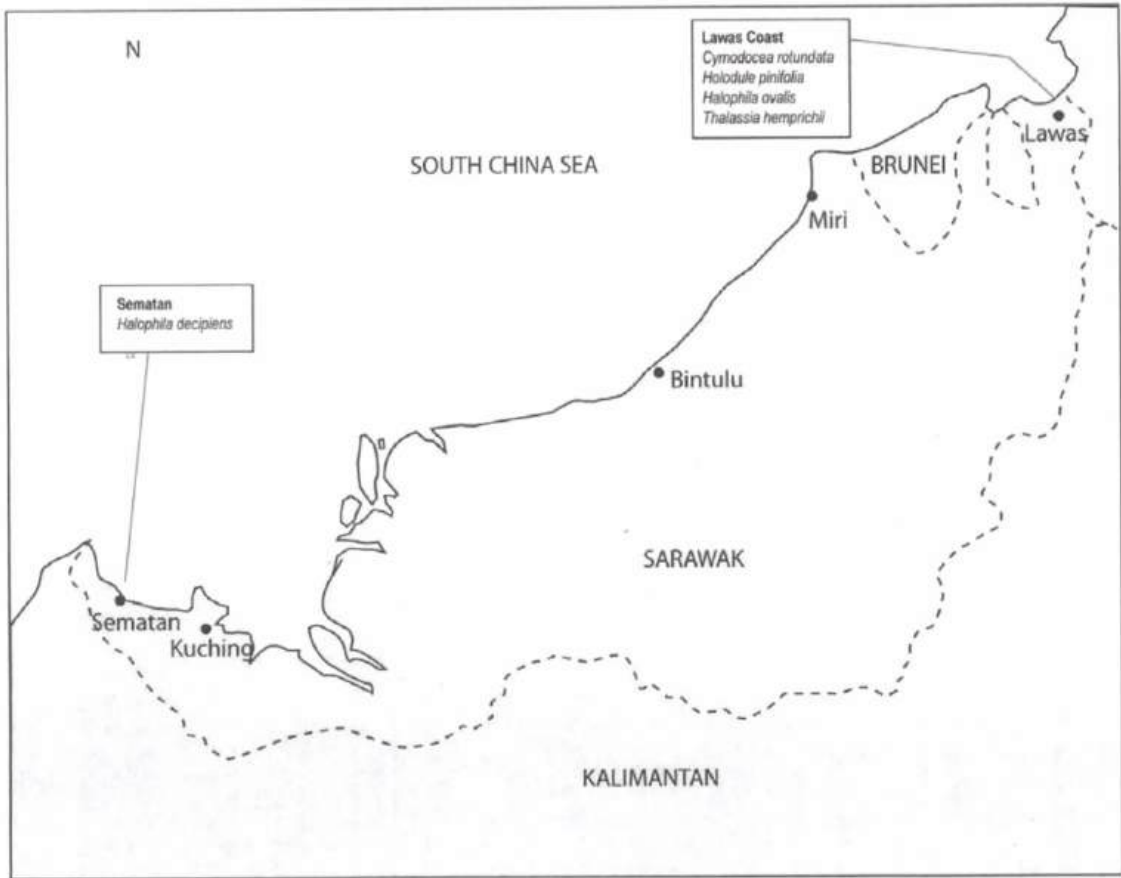 N
Lawas Coast
Cymodocea rotundata
Holodule pinifolia
Halophila ovalis
Thalassia hemprichii
Lawas
SOUTH CHINA SEA
BRUNEI
Miri
Sematan
Halophila decipiens
Bintulu
SARAWAK
Sematan
Kuching
KALIMANTAN